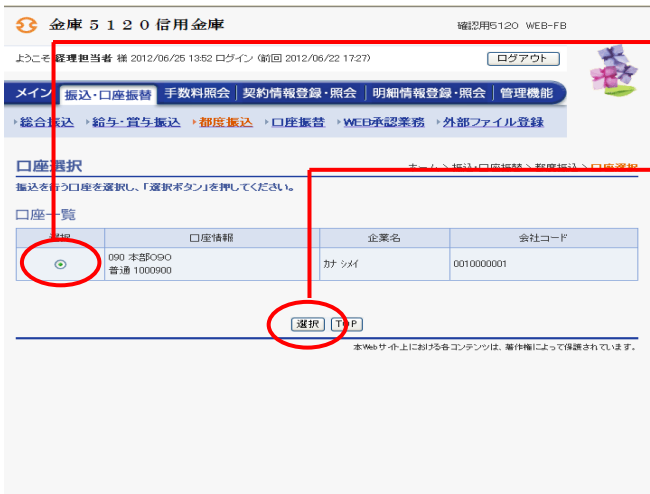 金庫５１２０信用金庫
確認用5120 WEB-FB
ようこそ 経理担当者 様 2012/06/25 13:52 ログイン (前回 2012/06/22 17:27)
ログアウト
メイン 振込・口座振替 手数料照会 契約情報登録・照会 明細情報登録・照会 管理機能
総合振込 給与・賞与振込 都度振込 口座振替 WEB承認業務 外部ファイル登録
口座選択
ホーム > 振込・口座振替 > 都度振込 > 口座選択
振込を行う口座を選択し、「選択ボタン」を押してください。
口座一覧
選択 口座情報 企業名 会社コード
090 本部090
普通 1000900
カナ シメイ
0010000001
選択 TOP
本Webサイト上における各コンテンツは、著作権によって保護されています。